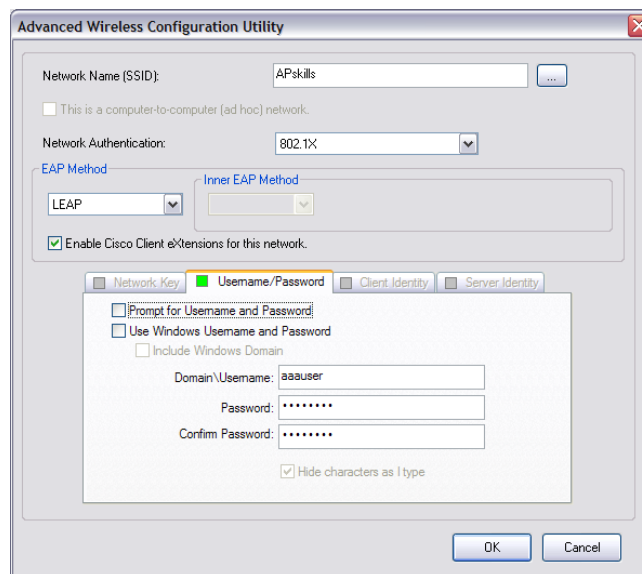 Advanced Wireless Configuration Utility
Network Name (SSID): APskills ...
This is a computer-to-computer (ad hoc) network.
Network Authentication: 802.1X
EAP Method
Inner EAP Method
LEAP
Enable Cisco Client eXtensions for this network.
Network Key Username/Password Client Identity Server Identity
Prompt for Username and Password
Use Windows Username and Password
Include Windows Domain
Domain\Username: aaauser
Password: ••••••••
Confirm Password: ••••••••
Hide characters as I type
OK Cancel